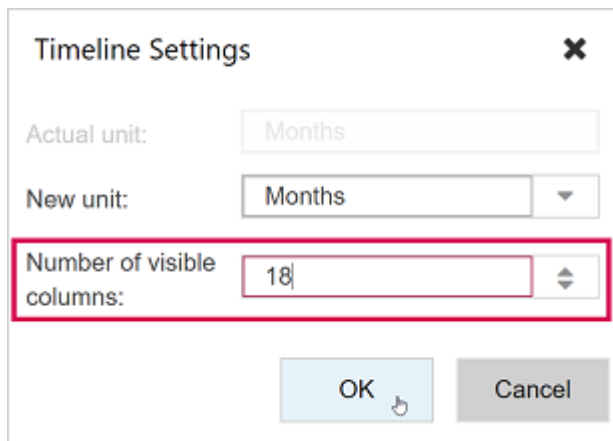 Timeline Settings
Actual unit: Months
New unit: Months
Number of visible
columns: 18
OK Cancel